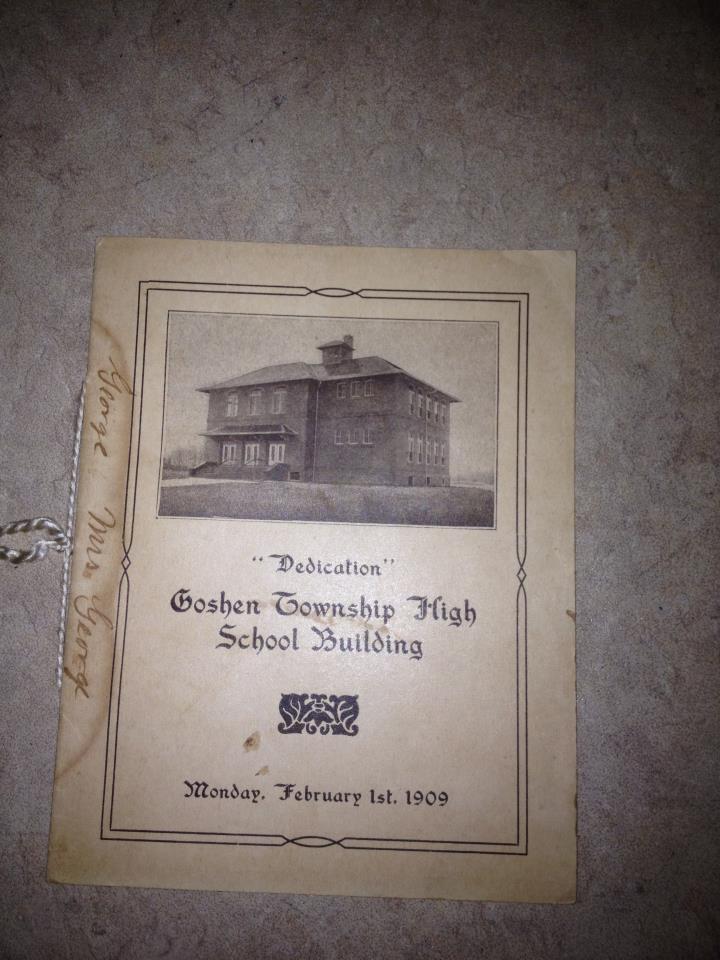 "Dedication"
Goshen Township High
School Building
Monday, February 1st, 1909
George Mrs George